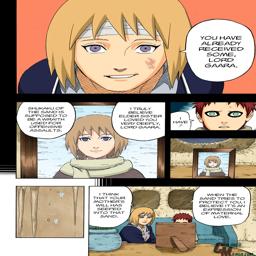 YOU HAVE
ALREADY
RECEIVED
SOME,
LORD
GAARA.
SHUKAKU OF
THE SAND IS
SUPPOSED TO
BE A WRAITH
USED FOR
OFFENSIVE
ASSAULTS.
I TRULY
BELIEVE
ELDER SISTER
LOVED YOU
VERY DEEPLY,
LORD GAARA.
I
HAVE
I THINK
THAT YOUR
MOTHER'S
WILL HAS
SEEPED INTO
THAT SAND.
WHEN THE
SAND TRIES TO
PROTECT YOU, I
BELIEVE IT'S AN
EXPRESSION OF
MATERNAL
LOVE.